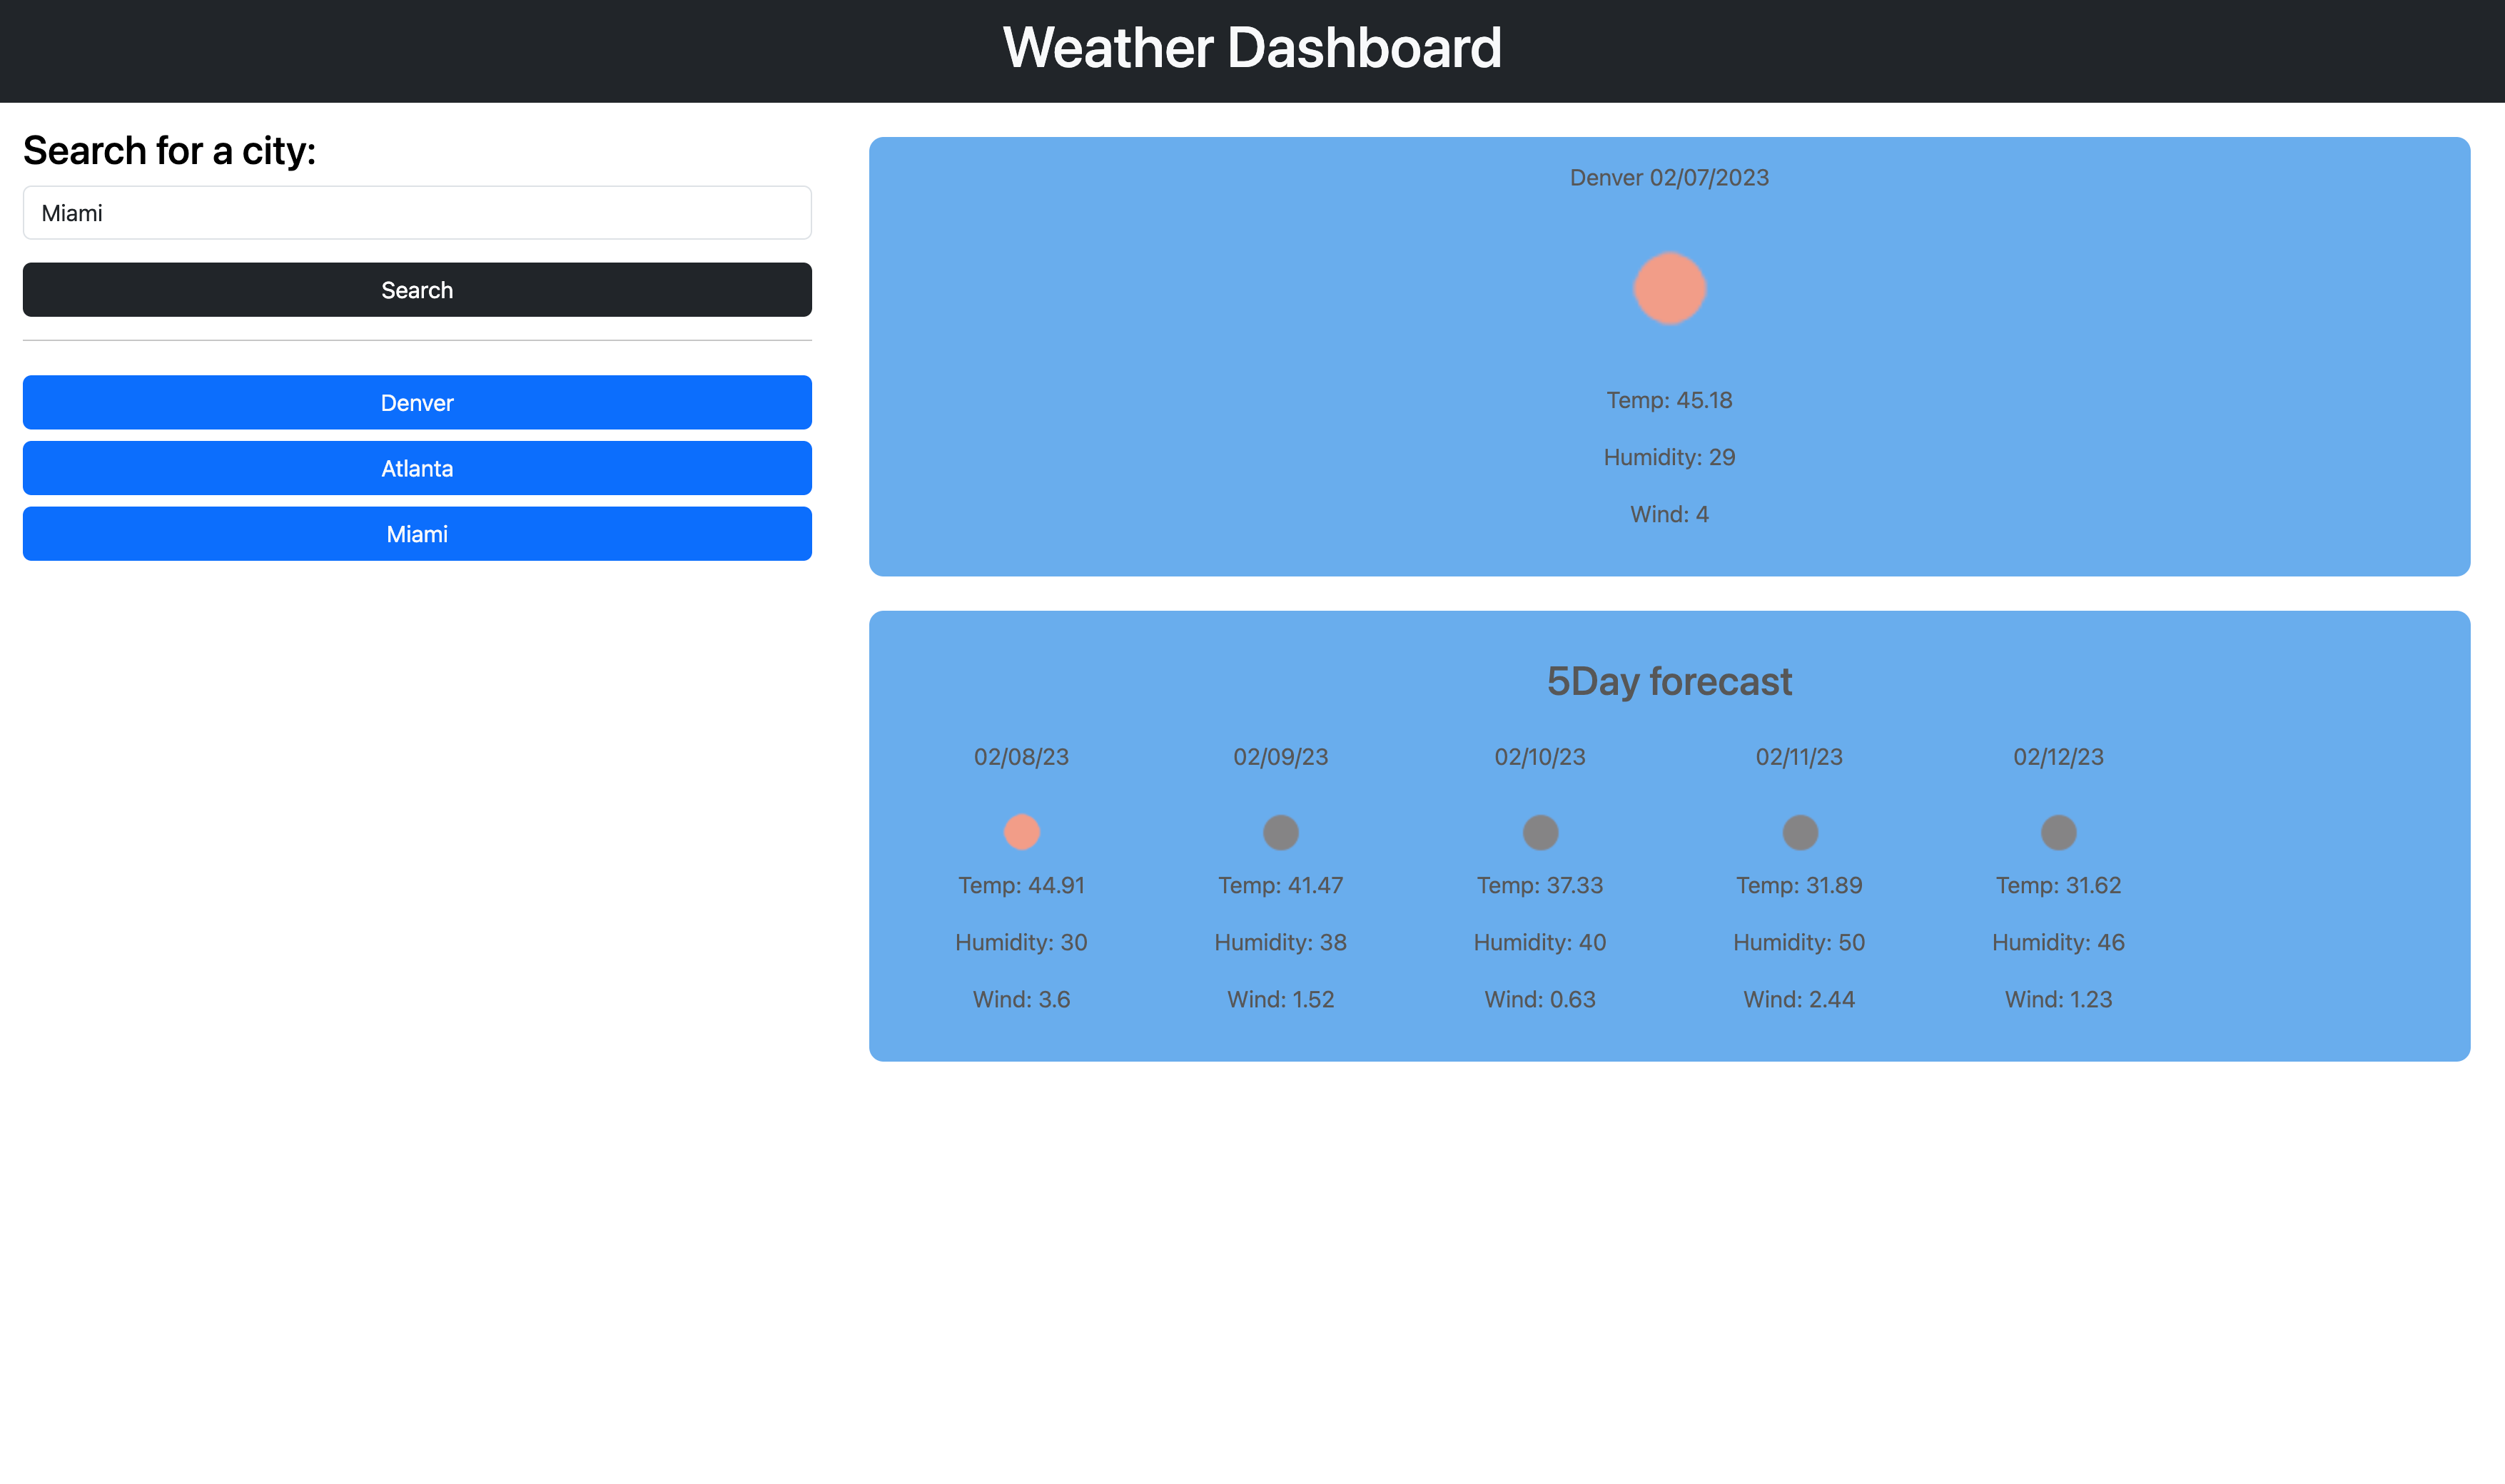 Weather Dashboard
Search for a city:
Miami
Search
Denver
Atlanta
Miami
Denver 02/07/2023
Temp: 45.18
Humidity: 29
Wind: 4
5Day forecast
02/08/23 02/09/23 02/10/23 02/11/23 02/12/23
Temp: 44.91 Temp: 41.47 Temp: 37.33 Temp: 31.89 Temp: 31.62
Humidity: 30 Humidity: 38 Humidity: 40 Humidity: 50 Humidity: 46
Wind: 3.6 Wind: 1.52 Wind: 0.63 Wind: 2.44 Wind: 1.23